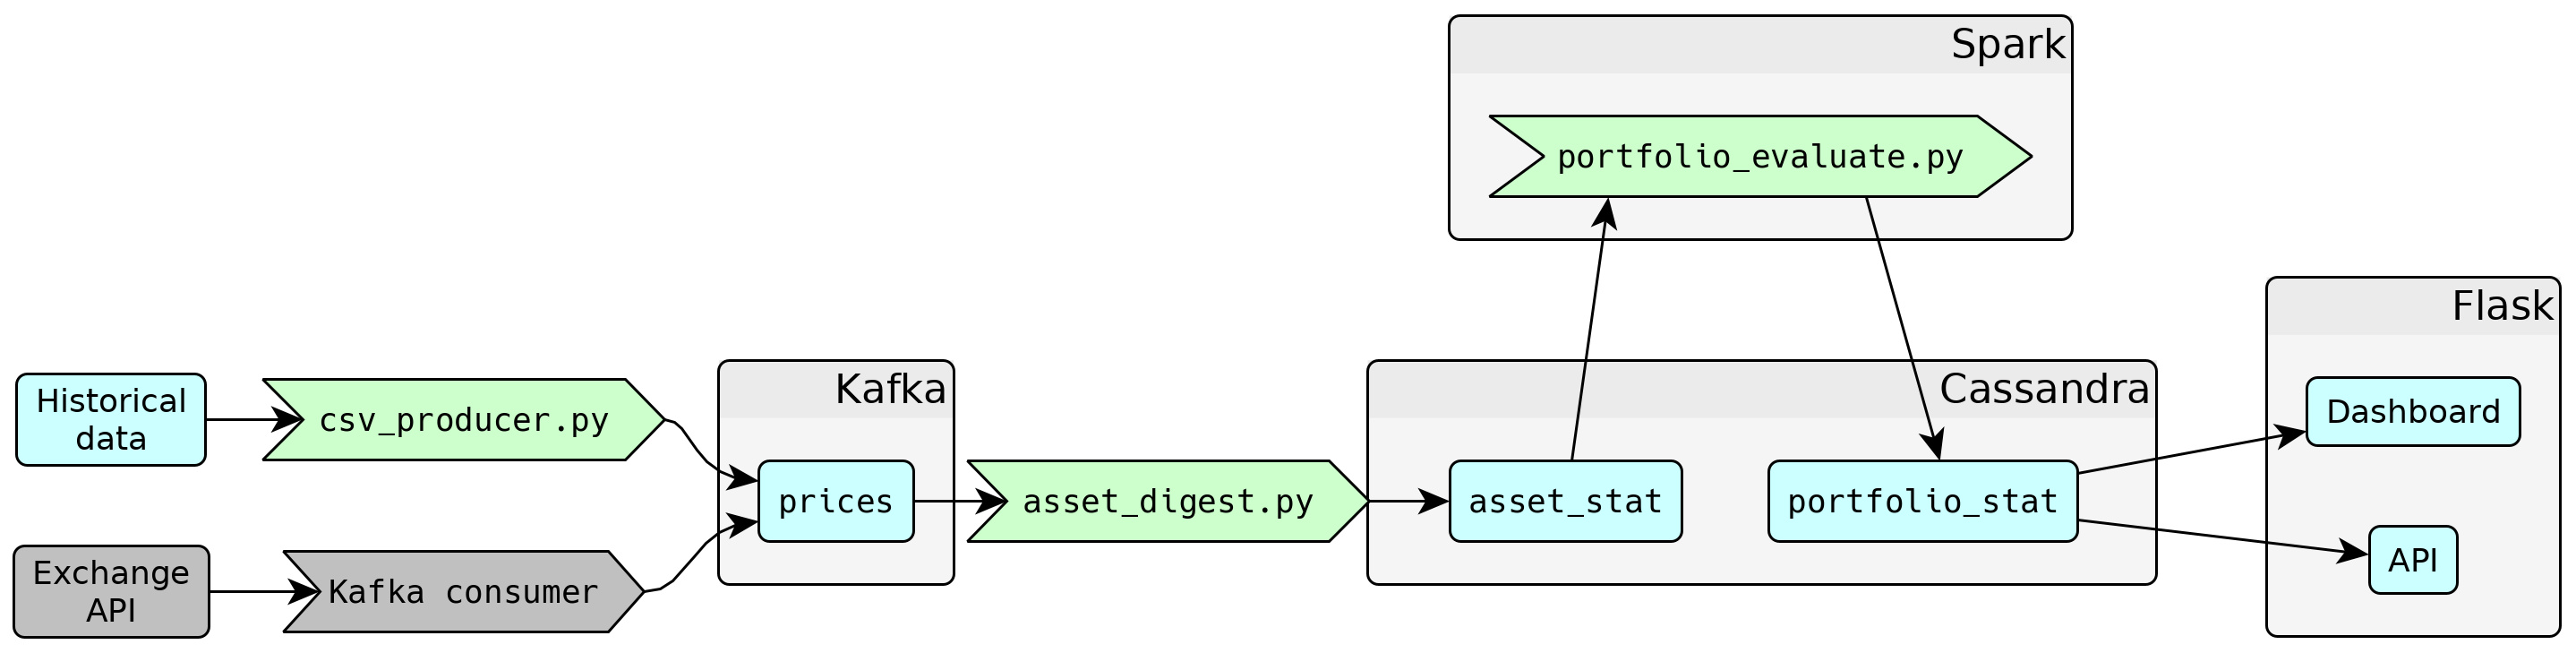 Spark
portfolio_evaluate.py
Flask
Historical
data
csv_producer.py
Kafka
Cassandra
Dashboard
prices
asset_digest.py
asset_stat
portfolio_stat
Exchange
API
Kafka consumer
API